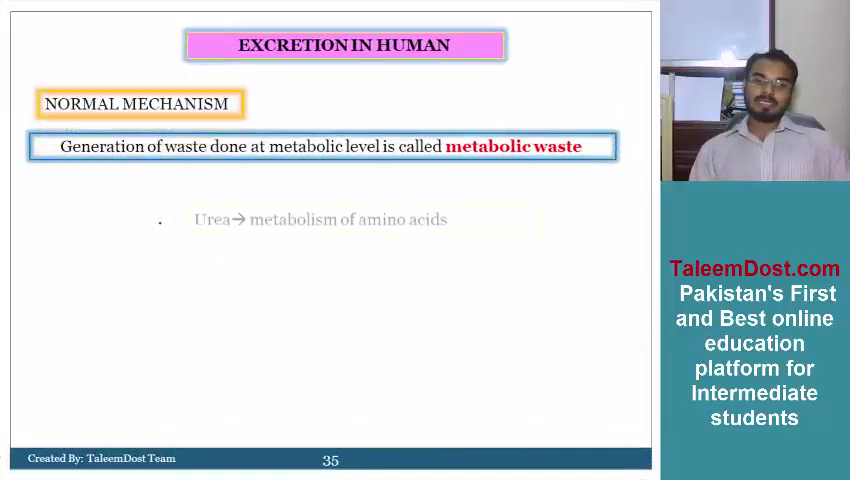 EXCRETION IN HUMAN
NORMAL MECHANISM
Generation of waste done at metabolic level is called metabolic waste
Urea→ metabolism of amino acids
Created By: TaleemDost Team
35
TaleemDost.com
Pakistan's First
and Best online
education
platform for
Intermediate
students